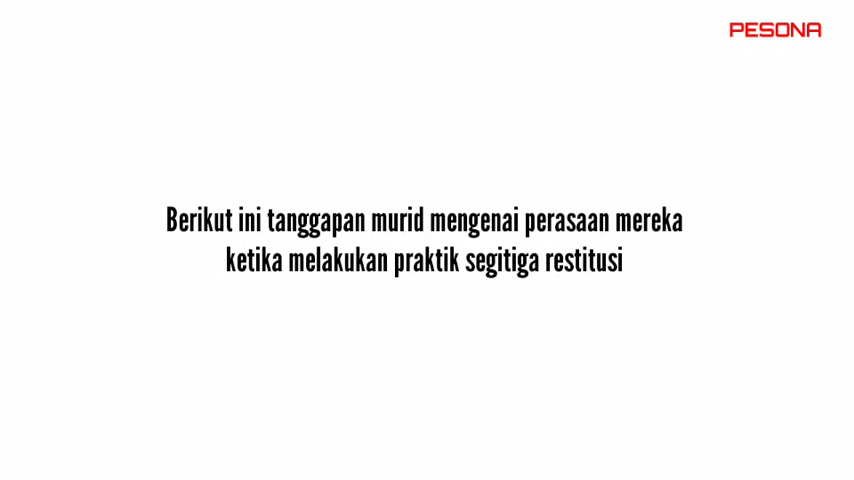 PESONA
Berikut ini tanggapan murid mengenai perasaan mereka
ketika melakukan praktik segitiga restitusi